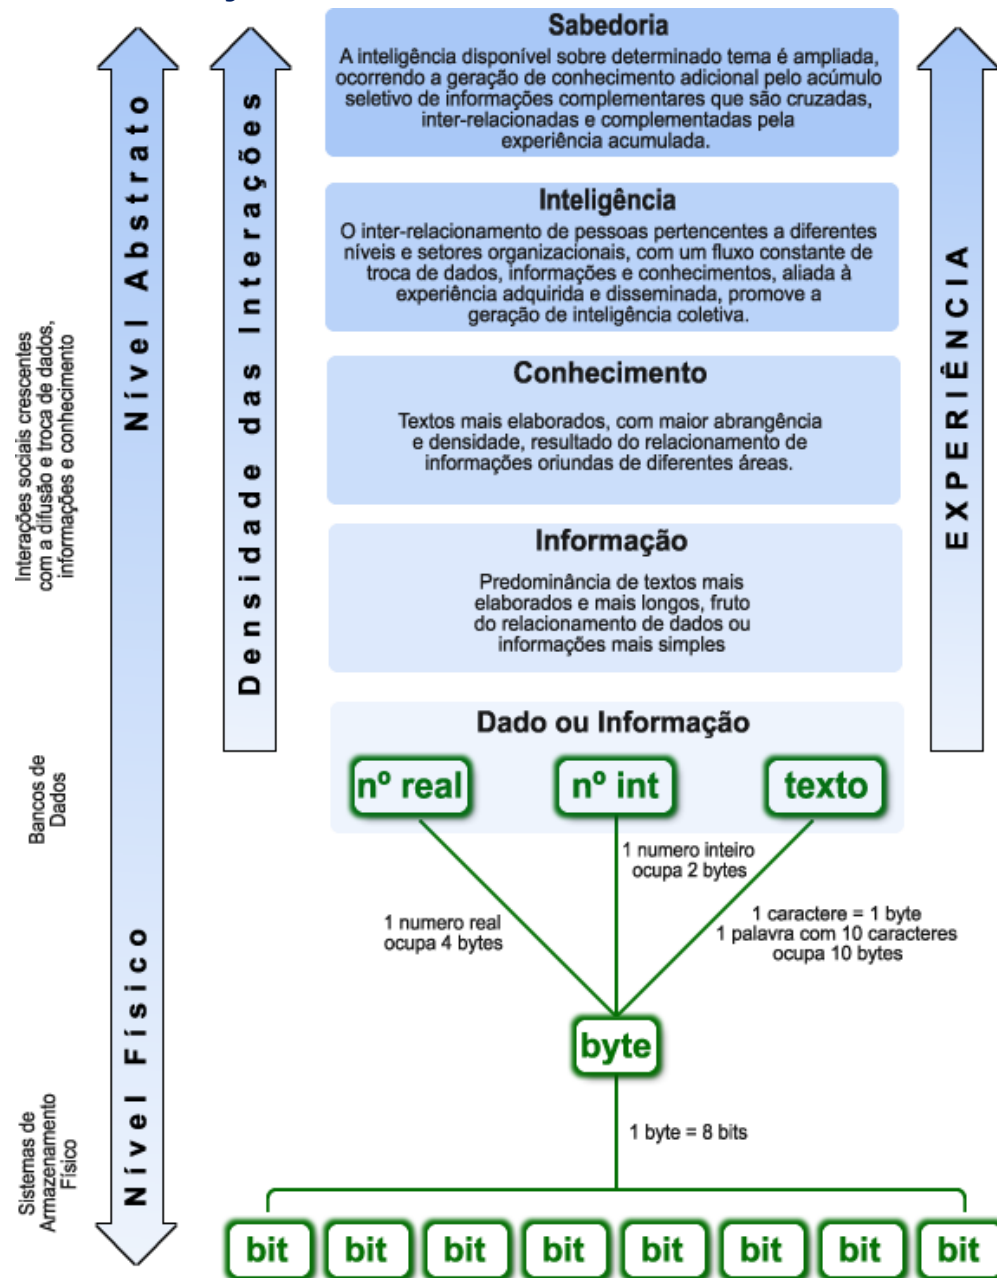 Sabedoria
A inteligência disponível sobre determinado tema é ampliada,
ocorrendo a geração de conhecimento adicional pelo acúmulo
seletivo de informações complementares que são cruzadas,
inter-relacionadas e complementadas pela
experiência acumulada.
Inteligência
O inter-relacionamento de pessoas pertencentes a diferentes
níveis e setores organizacionais, com um fluxo constante de
troca de dados, informações e conhecimentos, aliada à
experiência adquirida e disseminada, promove a
geração de inteligência coletiva.
Conhecimento
Textos mais elaborados, com maior abrangência
e densidade, resultado do relacionamento de
informações oriundas de diferentes áreas.
Informação
Predominância de textos mais
elaborados e mais longos, fruto
do relacionamento de dados ou
informações mais simples
Dado ou Informação
nº real
nº int
texto
1 numero real
ocupa 4 bytes
1 numero inteiro
ocupa 2 bytes
1 caractere = 1 byte
1 palavra com 10 caracteres
ocupa 10 bytes
byte
1 byte = 8 bits
bit
bit
bit
bit
bit
bit
bit
bit
Interações sociais crescentes
com a difusão e troca de dados,
informações e conhecimento
Bancos de
Dados
Sistemas de
Armazenamento
Físico
Nível Abstrato
Nível Físico
Densidade das Interações
EXPERIÊNCIA